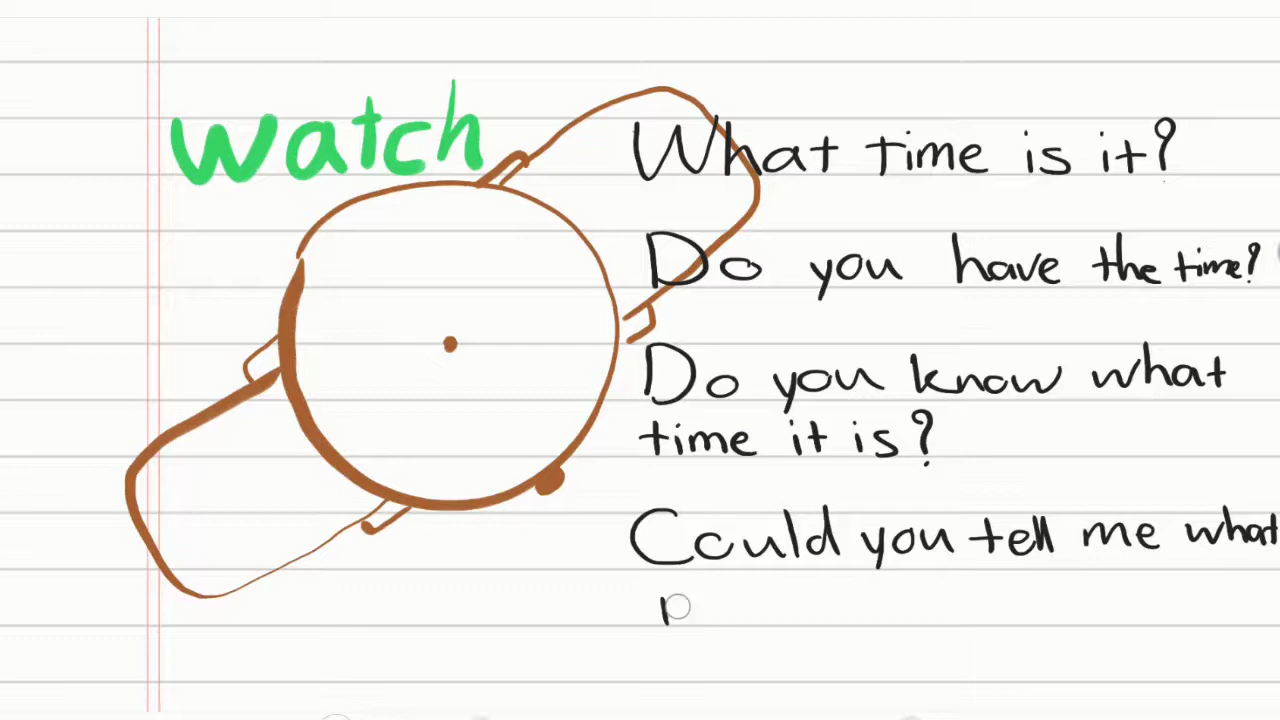 watch
What time is it?
Do you have the time?
Do you know what
time it is?
Could you tell me what